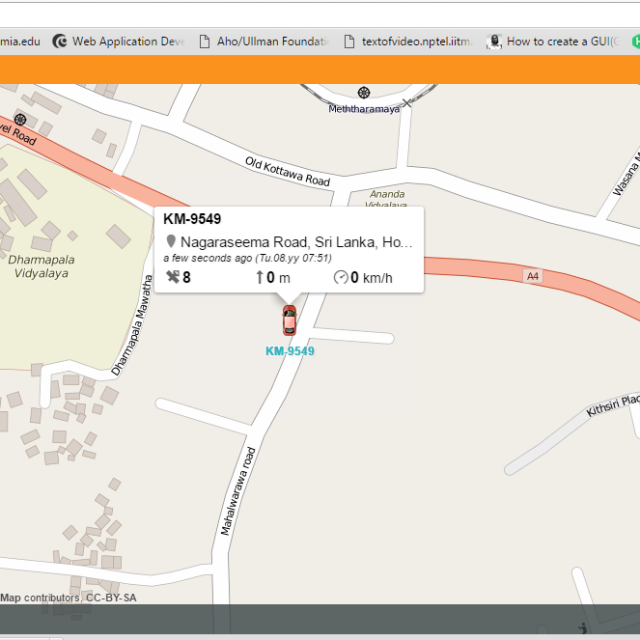 mia.edu
Web Application Deve
Aho/Ullman Foundati
textofvideo.nptel.iitm
How to create a GUI(
Meththaramaya
vel Road
Old Kottawa Road
Wasana M
Ananda
Vidyalaya
KM-9549
Nagaraseema Road, Sri Lanka, Ho...
a few seconds ago (Tu.08.yy 07:51)
8
0 m
0 km/h
Dharmapala
Vidyalaya
A4
Dharmapala Mawatha
KM-9549
Kithsiri Plac
Mahalwarawa road
Map contributors, CC-BY-SA